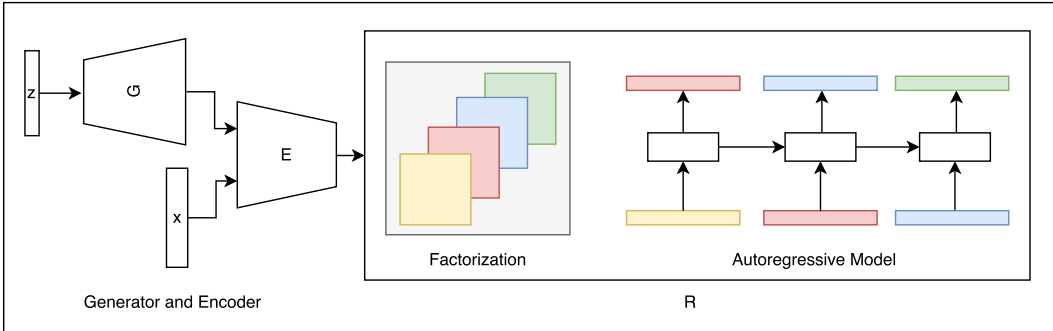 z
G
E
x
Factorization
Autoregressive Model
Generator and Encoder
R